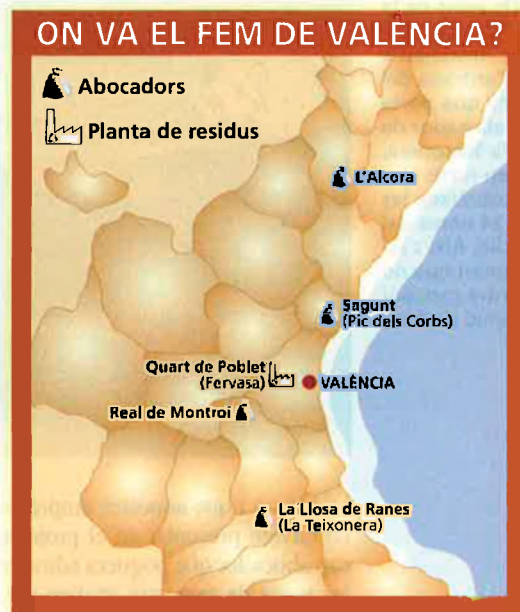 ON VA EL FEM DE VALÈNCIA?
Abocadors
Planta de residus
L'Alcora
Sagunt
(Pic dels Corbs)
Quart de Poblet
(Fervasa)
VALÈNCIA
Real de Montroi
La Llosa de Ranes
(La Teixonera)